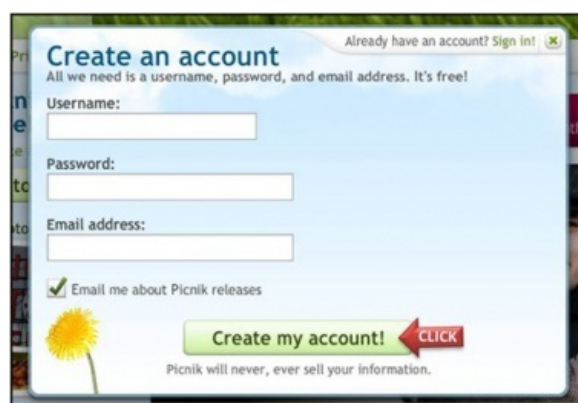 Already have an account? Sign in!
Create an account
All we need is a username, password, and email address. It's free!
Username:
Password:
Email address:
Email me about Picnik releases
Create my account!
CLICK
Picnik will never, ever sell your information.